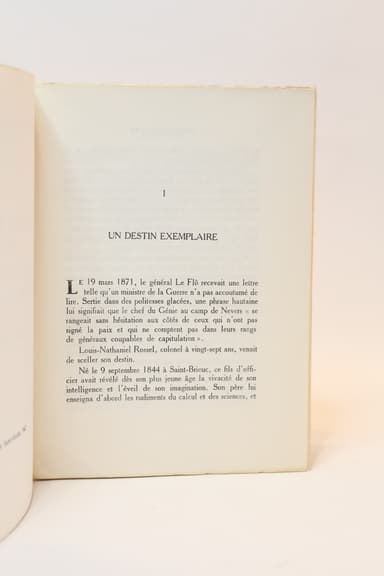 I
UN DESTIN EXEMPLAIRE
LE 19 mars 1871, le général Le Flô recevait une lettre
telle qu'un ministre de la Guerre n'a pas accoutumé de
lire. Sertie dans des politesses glacées, une phrase hautaine
lui signifiait que le chef du Génie au camp de Nevers « se
rangeait sans hésitation aux côtés de ceux qui n'ont pas
signé la paix et qui ne comptent pas dans leurs rangs
de généraux coupables de capitulation ».
Louis-Nathaniel Rossel, colonel à vingt-sept ans, venait
de sceller son destin.
Né le 9 septembre 1844 à Saint-Brieuc, ce fils d'offi-
cier avait révélé dès son plus jeune âge la vivacité de son
intelligence et l'éveil de son imagination. Son père lui
enseigna d'abord les rudiments du calcul et des sciences, et